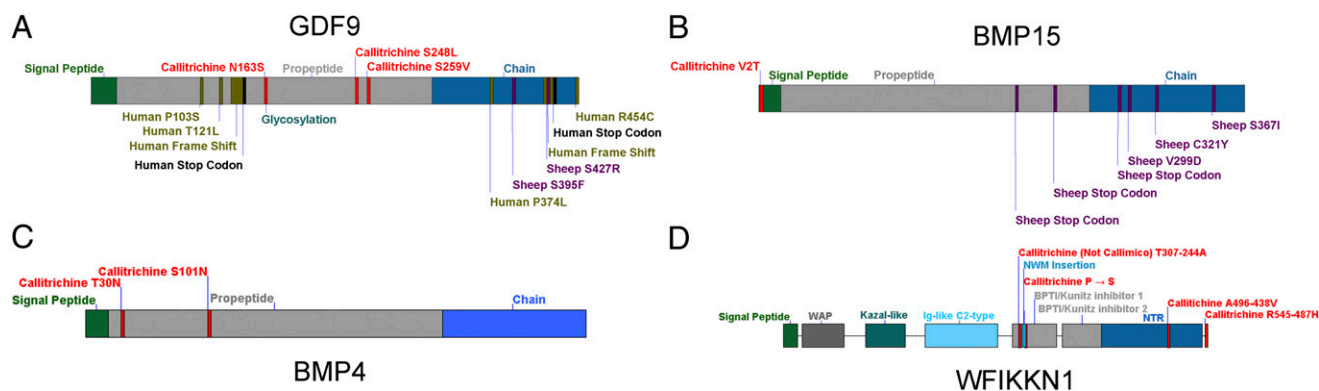 A
GDF9
Callitrichine S248L
Signal Peptide
Callitrichine N163S
Propeptide
Callitrichine S259V
Chain
Human P103S
Glycosylation
Human R454C
Human T121L
Human Stop Codon
Human Frame Shift
Human Frame Shift
Human Stop Codon
Sheep S427R
Sheep S395F
Human P374L
B
BMP15
Callitrichine V2T
Signal Peptide
Propeptide
Chain
Sheep S367I
Sheep C321Y
Sheep V299D
Sheep Stop Codon
Sheep Stop Codon
Sheep Stop Codon
C
Callitrichine S101N
Callitrichine T30N
Signal Peptide
Propeptide
Chain
BMP4
D
Callitrichine (Not Callimico) T307-244A
NWM Insertion
Callitrichine P → S
BPTI/Kunitz inhibitor 1
BPTI/Kunitz inhibitor 2
Callitichine A496-438V
Signal Peptide
WAP
Kazal-like
Ig-like C2-type
NTR
Callitrichine R545-487H
WFIKKN1